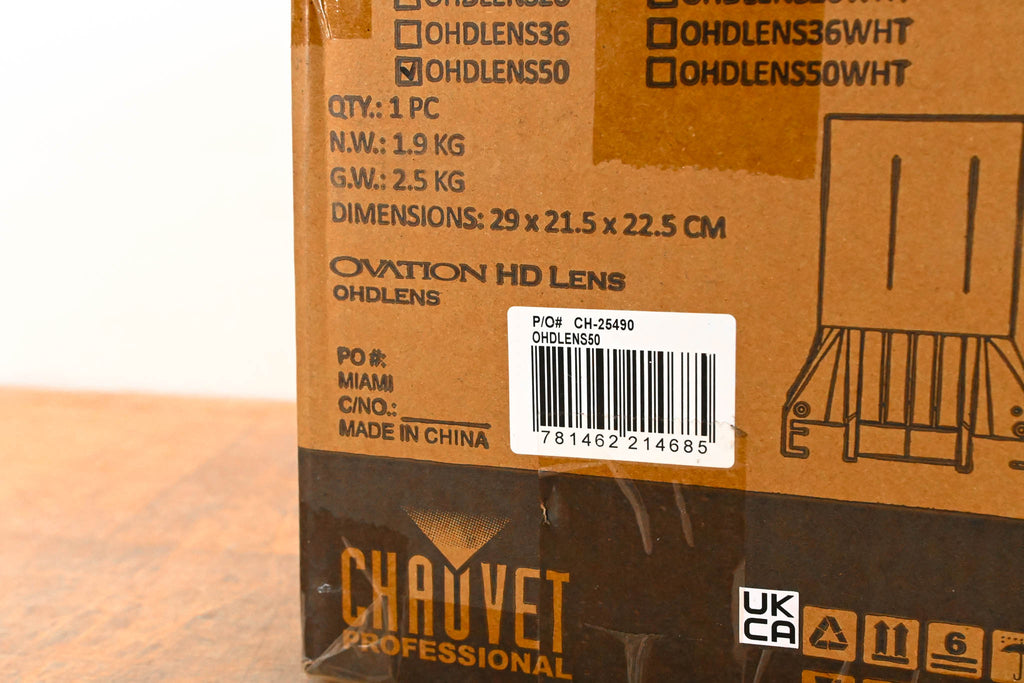 OHDLENS36 OHDLENS36WHT
OHDLENS50 OHDLENS50WHT
QTY.: 1 PC
N.W.: 1.9 KG
G.W.: 2.5 KG
DIMENSIONS: 29 x 21.5 x 22.5 CM
OVATION HD LENS
OHDLENS
P/O# CH-25490
OHDLENS50
781462 214685
PO #:
MIAMI
C/NO.:
MADE IN CHINA
CHAUVET
PROFESSIONAL
UK
CA
6